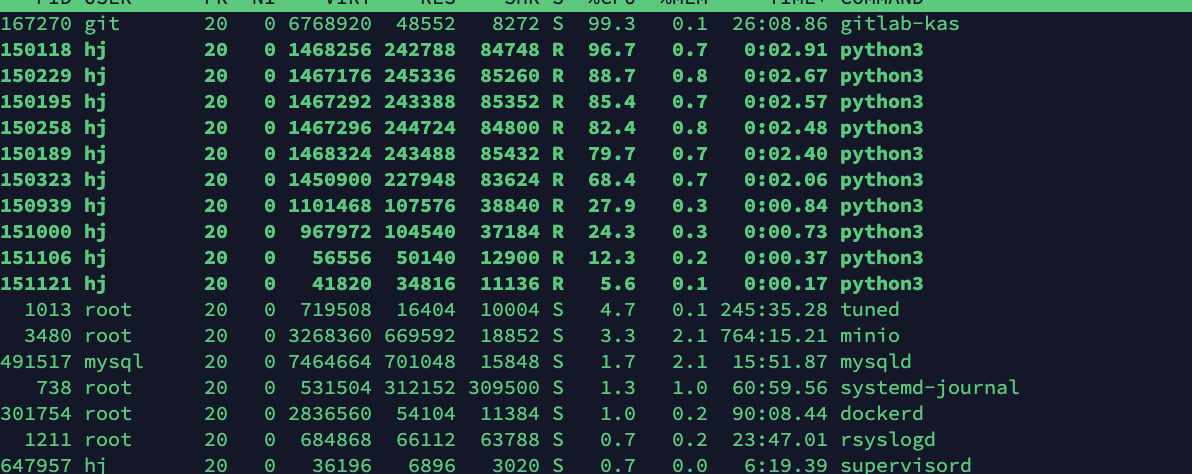 PID USER PR NI VIRT RES SHR S %CPU %MEM TIME+ COMMAND
167270 git 20 0 6768920 48552 8272 S 99.3 0.1 26:08.86 gitlab-kas
150118 hj 20 0 1468256 242788 84748 R 96.7 0.7 0:02.91 python3
150229 hj 20 0 1467176 245336 85260 R 88.7 0.8 0:02.67 python3
150195 hj 20 0 1467292 243388 85352 R 85.4 0.7 0:02.57 python3
150258 hj 20 0 1467296 244724 84800 R 82.4 0.8 0:02.48 python3
150189 hj 20 0 1468324 243488 85432 R 79.7 0.7 0:02.40 python3
150323 hj 20 0 1450900 227948 83624 R 68.4 0.7 0:02.06 python3
150939 hj 20 0 1101468 107576 38840 R 27.9 0.3 0:00.84 python3
151000 hj 20 0 967972 104540 37184 R 24.3 0.3 0:00.73 python3
151106 hj 20 0 56556 50140 12900 R 12.3 0.2 0:00.37 python3
151121 hj 20 0 41820 34816 11136 R 5.6 0.1 0:00.17 python3
1013 root 20 0 719508 16404 10004 S 4.7 0.1 245:35.28 tuned
3480 root 20 0 3268360 669592 18852 S 3.3 2.1 764:15.21 minio
491517 mysql 20 0 7464664 701048 15848 S 1.7 2.1 15:51.87 mysqld
738 root 20 0 531504 312152 309500 S 1.3 1.0 60:59.56 systemd-journal
301754 root 20 0 2836560 54104 11384 S 1.0 0.2 90:08.44 dockerd
1211 root 20 0 684868 66112 63788 S 0.7 0.2 23:47.01 rsyslogd
647957 hj 20 0 36196 6896 3020 S 0.7 0.0 6:19.39 supervisord